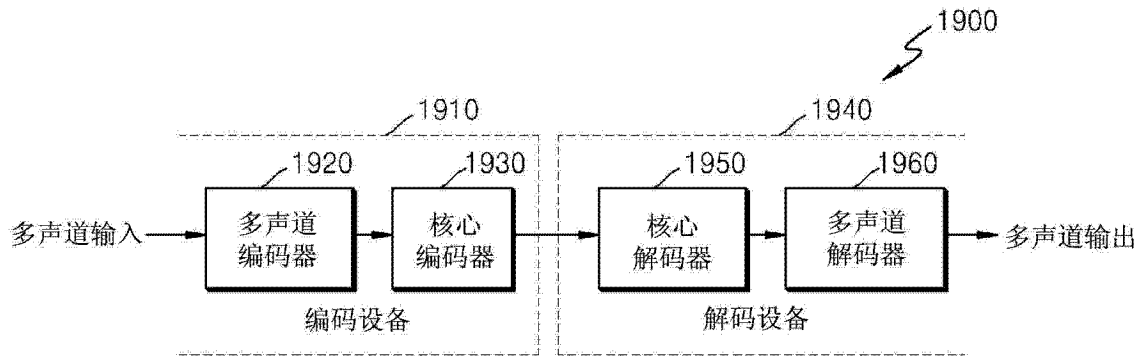 1900
1910
1940
1920
1930
1950
1960
多声道输入
多声道
编码器
核心
编码器
核心
解码器
多声道
解码器
多声道输出
编码设备
解码设备